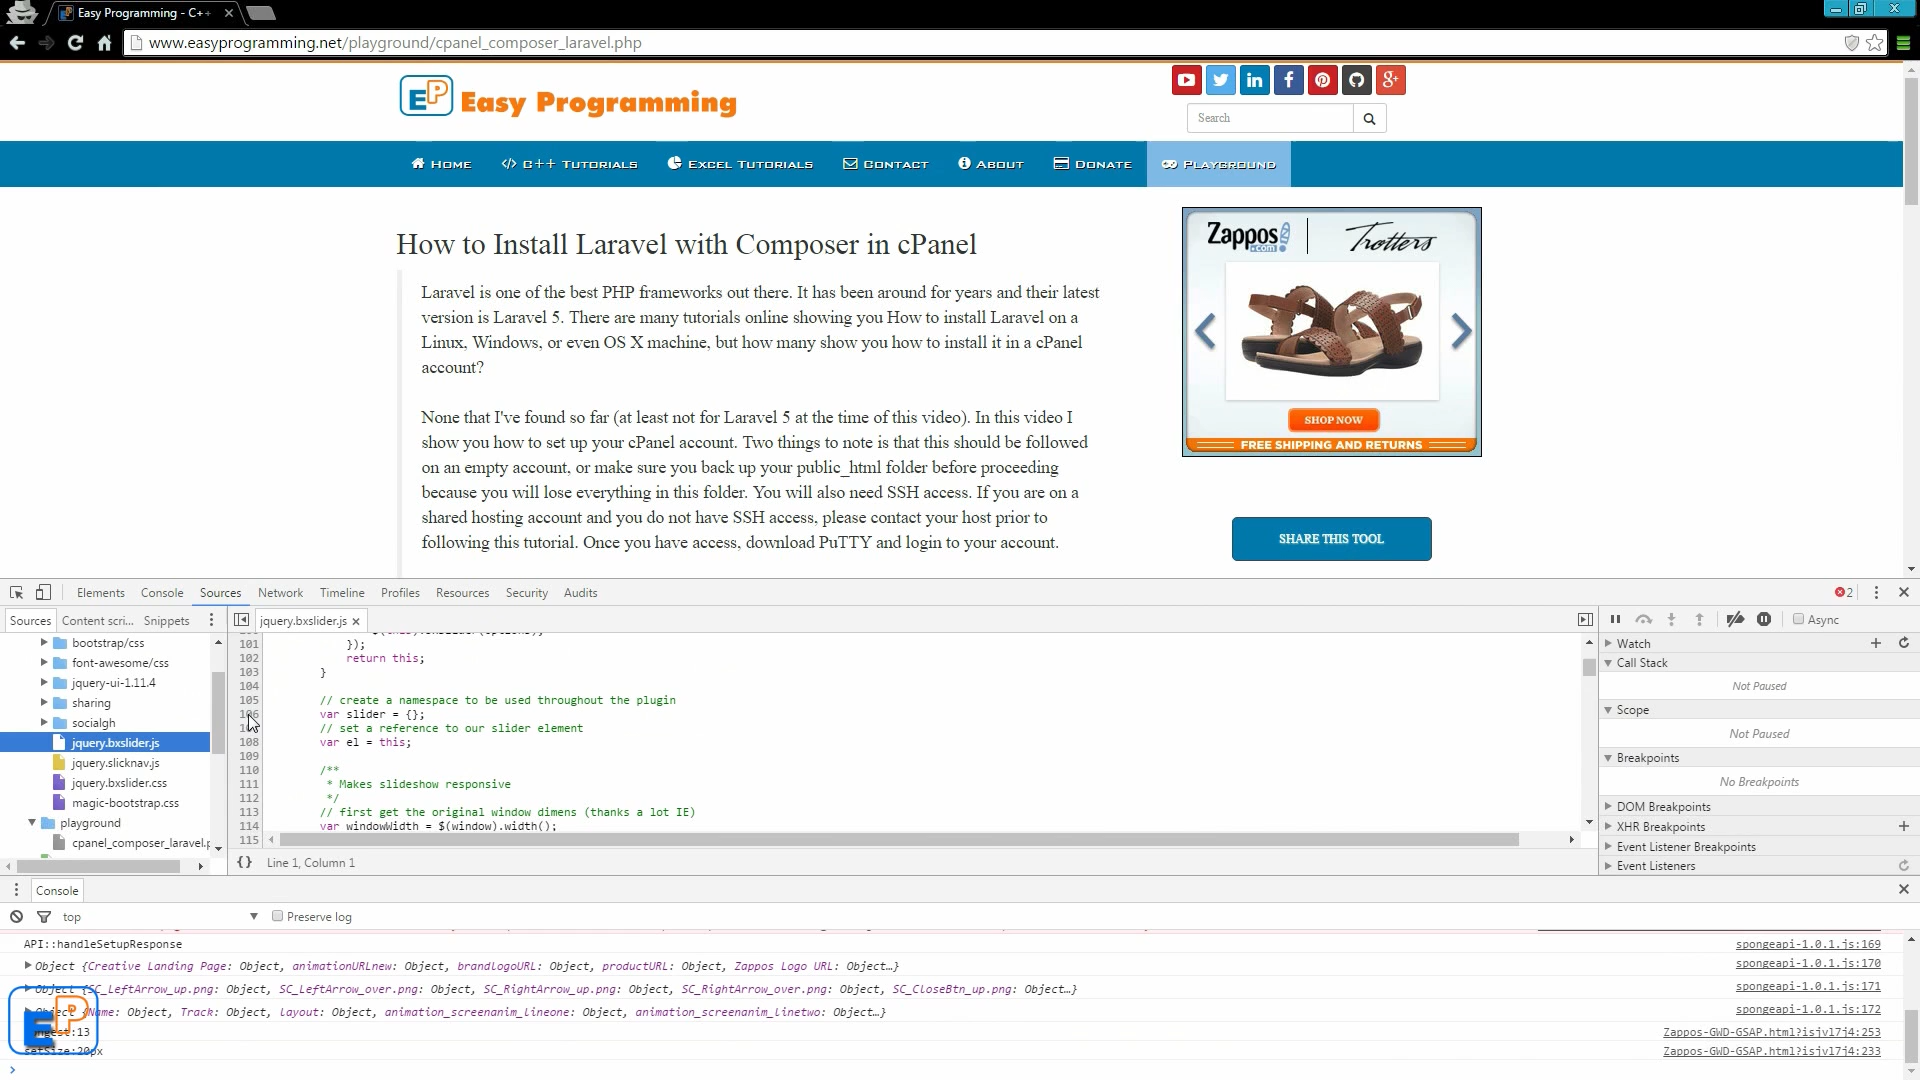 Easy Programming - C++
www.easyprogramming.net/playground/cpanel_composer_laravel.php
EP Easy Programming
Search
Home
C++ Tutorials
Excel Tutorials
Contact
About
Donate
Playground
How to Install Laravel with Composer in cPanel
Laravel is one of the best PHP frameworks out there. It has been around for years and their latest
version is Laravel 5. There are many tutorials online showing you How to install Laravel on a
Linux, Windows, or even OS X machine, but how many show you how to install it in a cPanel
account?
None that I've found so far (at least not for Laravel 5 at the time of this video). In this video I
show you how to set up your cPanel account. Two things to note is that this should be followed
on an empty account, or make sure you back up your public_html folder before proceeding
because you will lose everything in this folder. You will also need SSH access. If you are on a
shared hosting account and you do not have SSH access, please contact your host prior to
following this tutorial. Once you have access, download PuTTY and login to your account.
Zappos.com
Trotters
SHOP NOW
FREE SHIPPING AND RETURNS
SHARE THIS TOOL
Elements Console Sources Network Timeline Profiles Resources Security Audits
2
Sources Content scri... Snippets
jquery.bxslider.js
Async
bootstrap/css
font-awesome/css
jquery-ui-1.11.4
sharing
socialgh
jquery.bxslider.js
jquery.slicknav.js
jquery.bxslider.css
magic-bootstrap.css
playground
cpanel_composer_laravel.p
101 });
102 return this;
103 }
104
105 // create a namespace to be used throughout the plugin
106 var slider = {};
// set a reference to our slider element
108 var el = this;
109
110 /**
111 * Makes slideshow responsive
112 */
113 // first get the original window dimens (thanks a lot IE)
114 var windowWidth = $(window).width();
115
{} Line 1, Column 1
Watch
Call Stack
Not Paused
Scope
Not Paused
Breakpoints
No Breakpoints
DOM Breakpoints
XHR Breakpoints
Event Listener Breakpoints
Event Listeners
Console
top
Preserve log
API::handleSetupResponse spongeapi-1.0.1.js:169
Object {Creative Landing Page: Object, animationURLnew: Object, brandlogoURL: Object, productURL: Object, Zappos Logo URL: Object…} spongeapi-1.0.1.js:170
Object {SC_LeftArrow_up.png: Object, SC_LeftArrow_over.png: Object, SC_RightArrow_up.png: Object, SC_RightArrow_over.png: Object, SC_CloseBtn_up.png: Object…} spongeapi-1.0.1.js:171
Object {Name: Object, Track: Object, layout: Object, animation_screenanim_lineone: Object, animation_screenanim_linetwo: Object…} spongeapi-1.0.1.js:172
Zappos-GWD-GSAP.html?isjvl7j4:253
setSize:20px Zappos-GWD-GSAP.html?isjvl7j4:233
EP